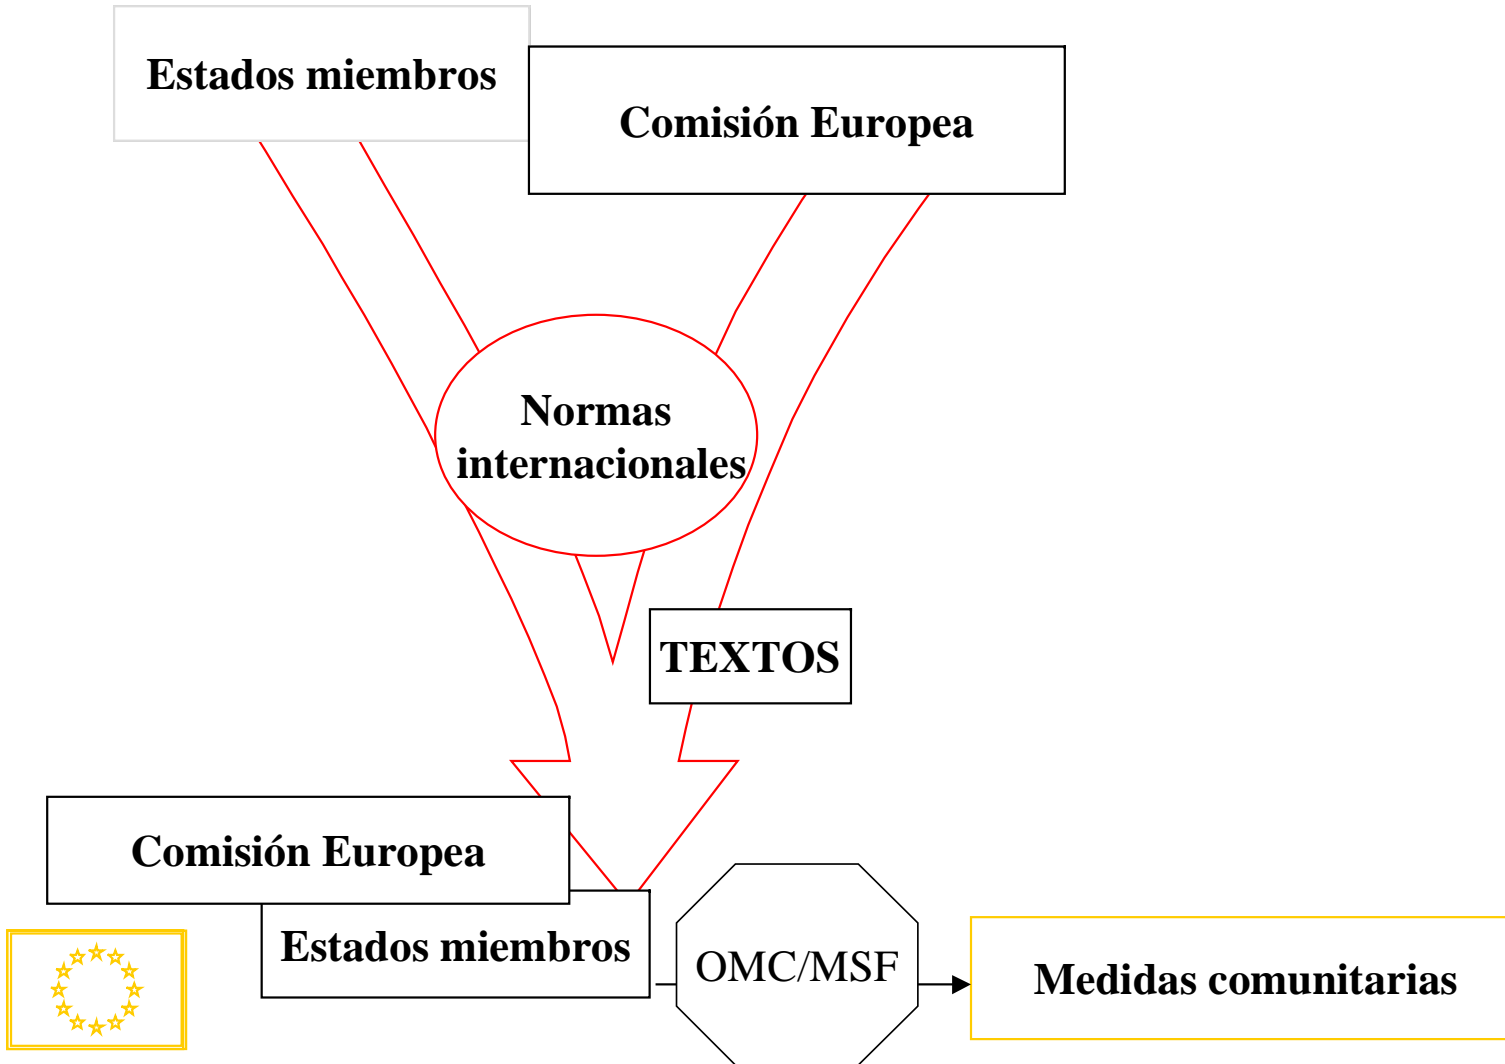 Estados miembros
Comisión Europea
Normas
internacionales
TEXTOS
Comisión Europea
Estados miembros
OMC/MSF
Medidas comunitarias